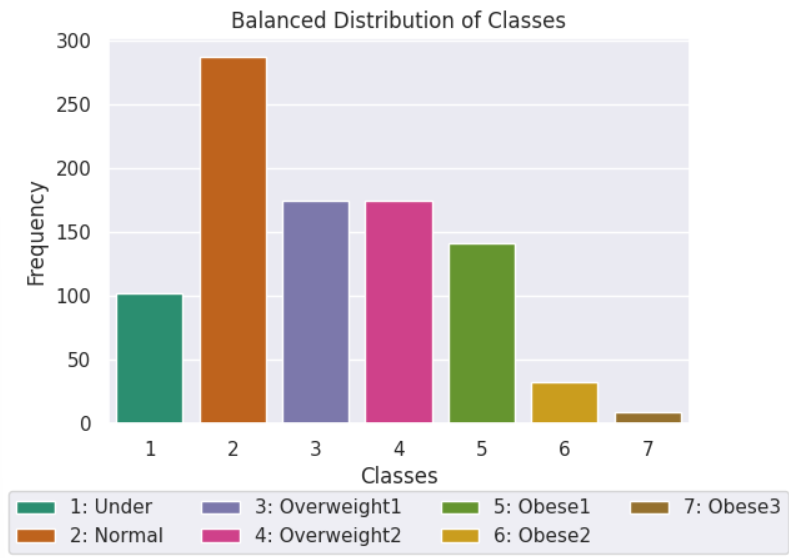 Balanced Distribution of Classes
300
250
200
150
100
50
0
Frequency
1 2 3 4 5 6 7
Classes
1: Under 3: Overweight1 5: Obese1 7: Obese3
2: Normal 4: Overweight2 6: Obese2